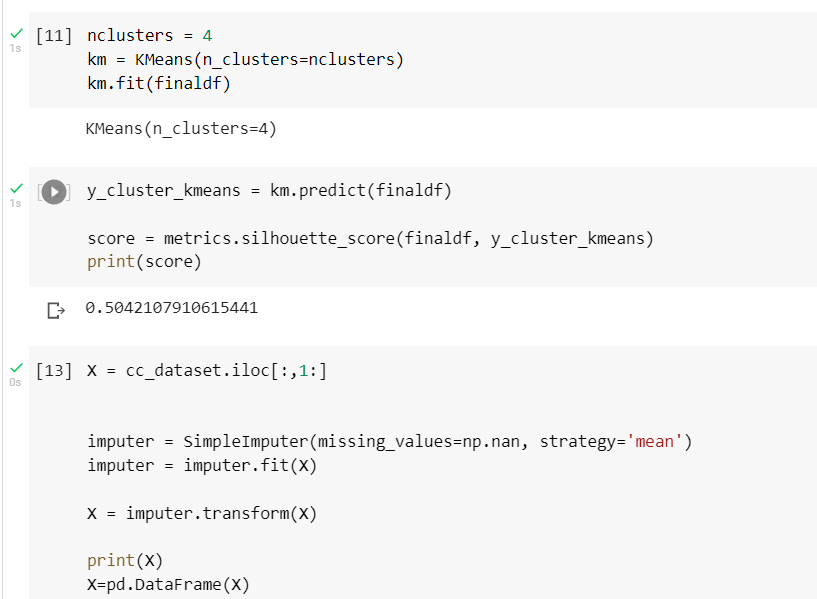 1s
[11] nclusters = 4
km = KMeans(n_clusters=nclusters)
km.fit(finaldf)
KMeans(n_clusters=4)
1s
y_cluster_kmeans = km.predict(finaldf)
score = metrics.silhouette_score(finaldf, y_cluster_kmeans)
print(score)
0.5042107910615441
0s
[13] X = cc_dataset.iloc[:,1:]
imputer = SimpleImputer(missing_values=np.nan, strategy='mean')
imputer = imputer.fit(X)
X = imputer.transform(X)
print(X)
X=pd.DataFrame(X)